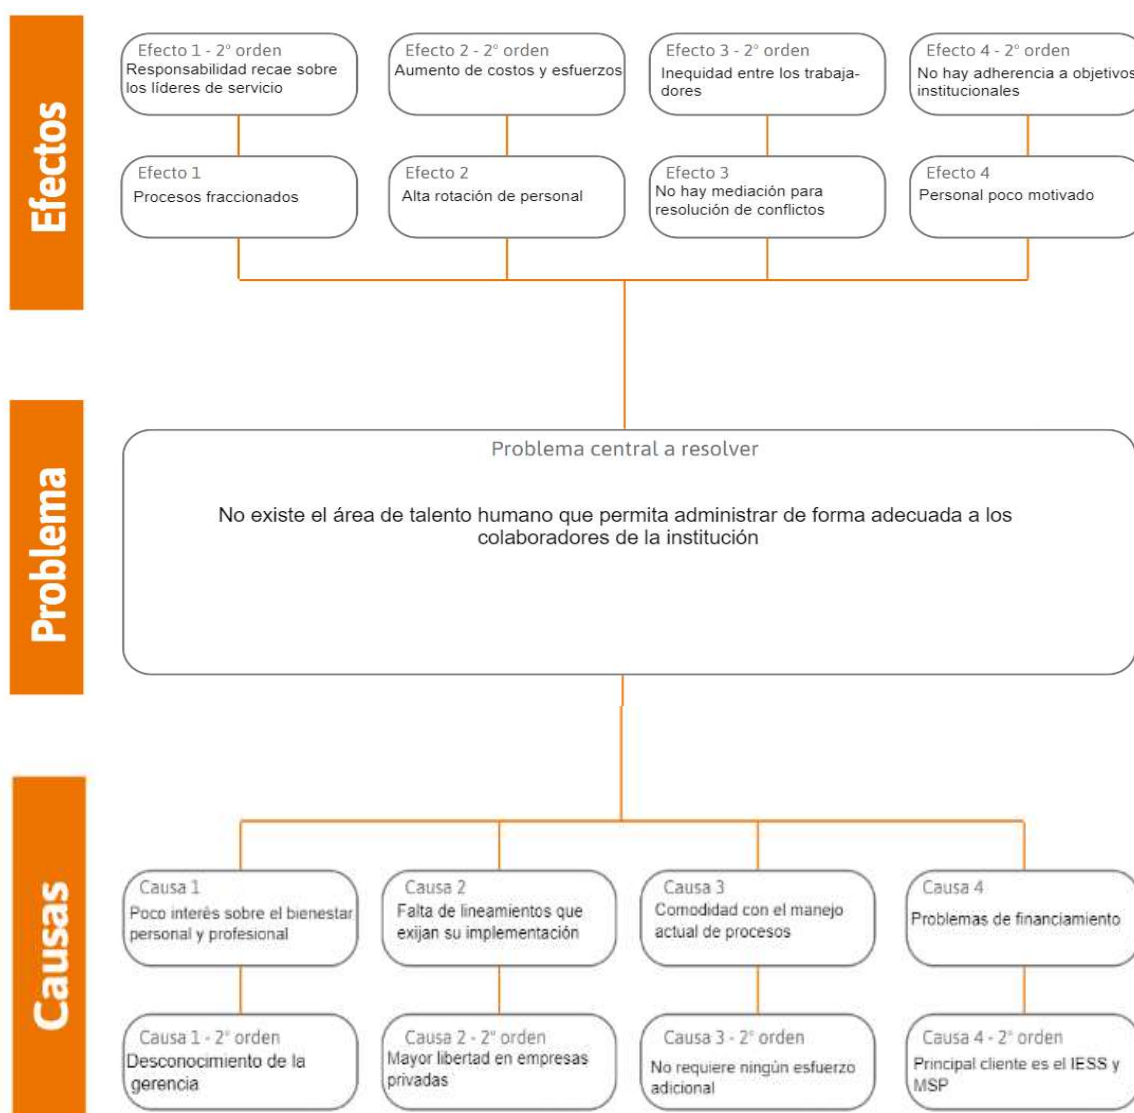 Efectos
Efecto 1 - 2° orden
Responsabilidad recae sobre
los líderes de servicio
Efecto 2 - 2° orden
Aumento de costos y esfuerzos
Efecto 3 - 2° orden
Inequidad entre los trabaja-
dores
Efecto 4 - 2° orden
No hay adherencia a objetivos
institucionales
Efecto 1
Procesos fraccionados
Efecto 2
Alta rotación de personal
Efecto 3
No hay mediación para
resolución de conflictos
Efecto 4
Personal poco motivado
Problema
Problema central a resolver
No existe el área de talento humano que permita administrar de forma adecuada a los
colaboradores de la institución
Causas
Causa 1
Poco interés sobre el bienestar
personal y profesional
Causa 2
Falta de lineamientos que
exijan su implementación
Causa 3
Comodidad con el manejo
actual de procesos
Causa 4
Problemas de financiamiento
Causa 1 - 2° orden
Desconocimiento de la
gerencia
Causa 2 - 2° orden
Mayor libertad en empresas
privadas
Causa 3 - 2° orden
No requiere ningún esfuerzo
adicional
Causa 4 - 2° orden
Principal cliente es el IESS y
MSP